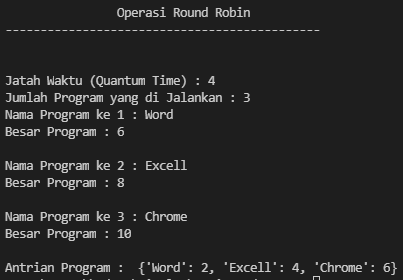 Operasi Round Robin
---------------------------------------------
Jatah Waktu (Quantum Time) : 4
Jumlah Program yang di Jalankan : 3
Nama Program ke 1 : Word
Besar Program : 6
Nama Program ke 2 : Excell
Besar Program : 8
Nama Program ke 3 : Chrome
Besar Program : 10
Antrian Program :  {'Word': 2, 'Excell': 4, 'Chrome': 6}